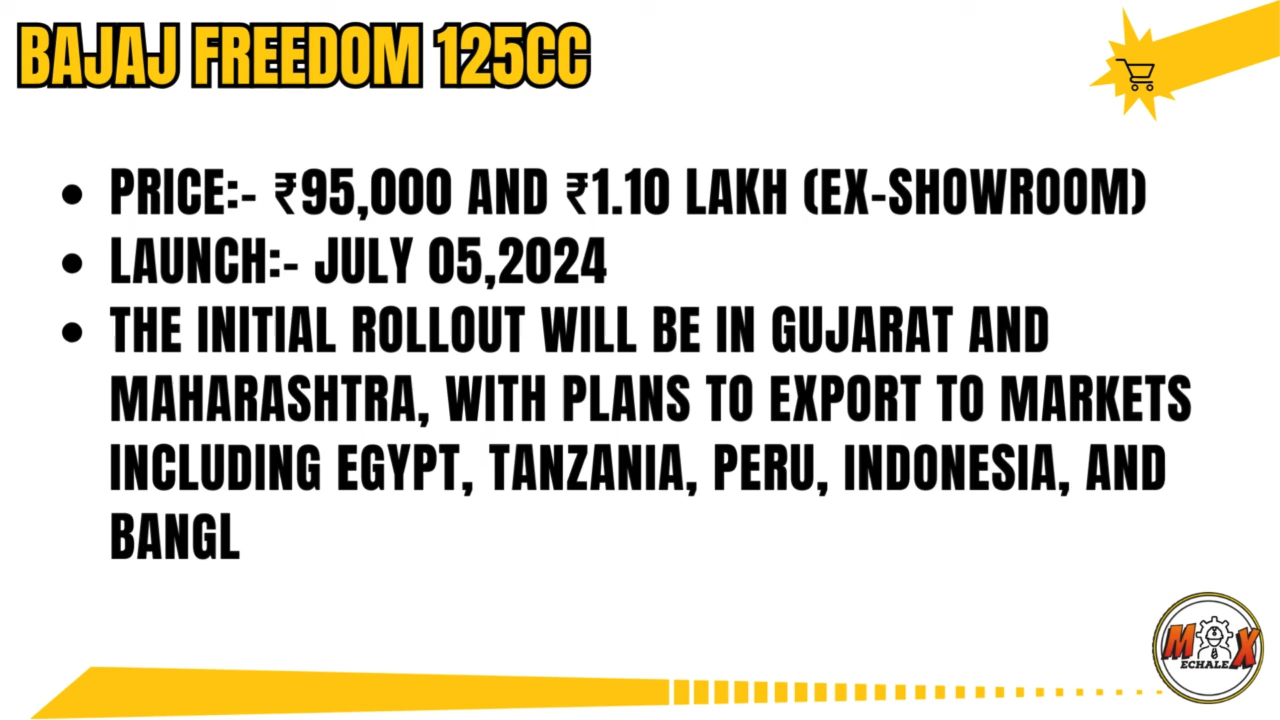 BAJAJ FREEDOM 125CC
• PRICE:- ₹95,000 AND ₹1.10 LAKH (EX-SHOWROOM)
• LAUNCH:- JULY 05,2024
• THE INITIAL ROLLOUT WILL BE IN GUJARAT AND
MAHARASHTRA, WITH PLANS TO EXPORT TO MARKETS
INCLUDING EGYPT, TANZANIA, PERU, INDONESIA, AND
BANGL
M X
ECHALE